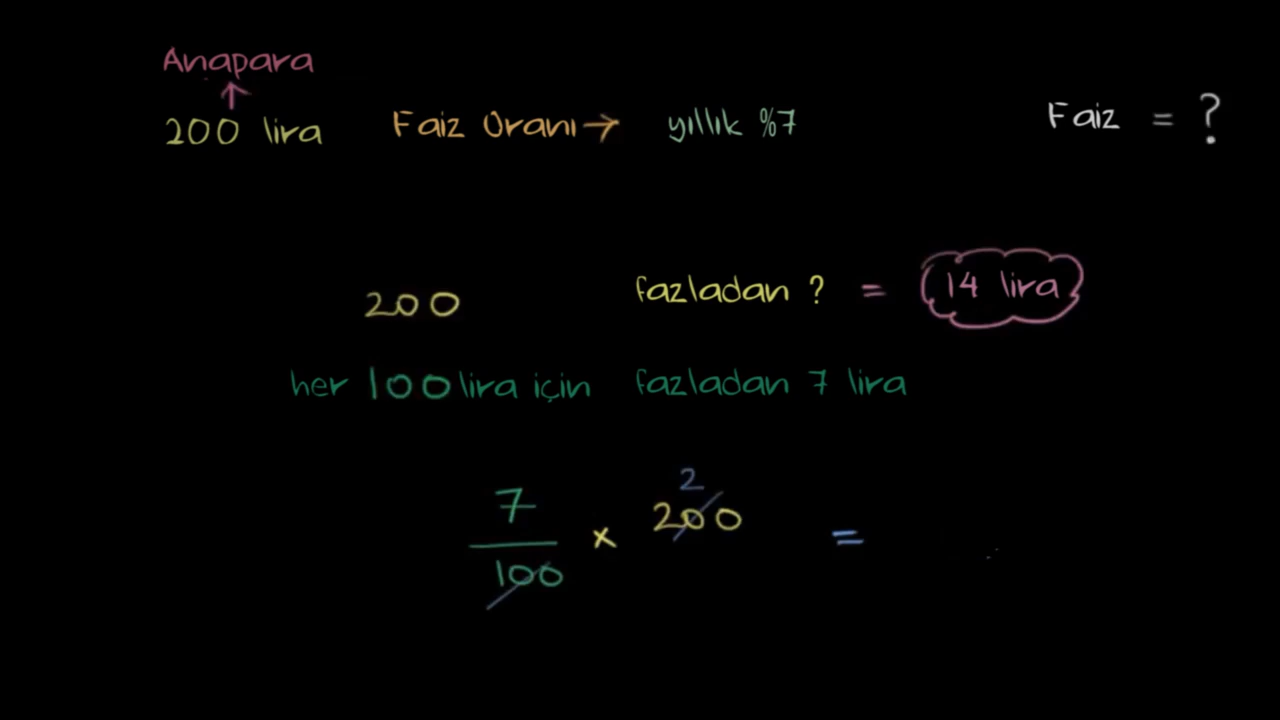 Anapara
200 lira Faiz Oranı → yıllık %7 Faiz = ?
200 fazladan ? = 14 lira
her 100 lira için fazladan 7 lira
2
7 / 100 × 200 =